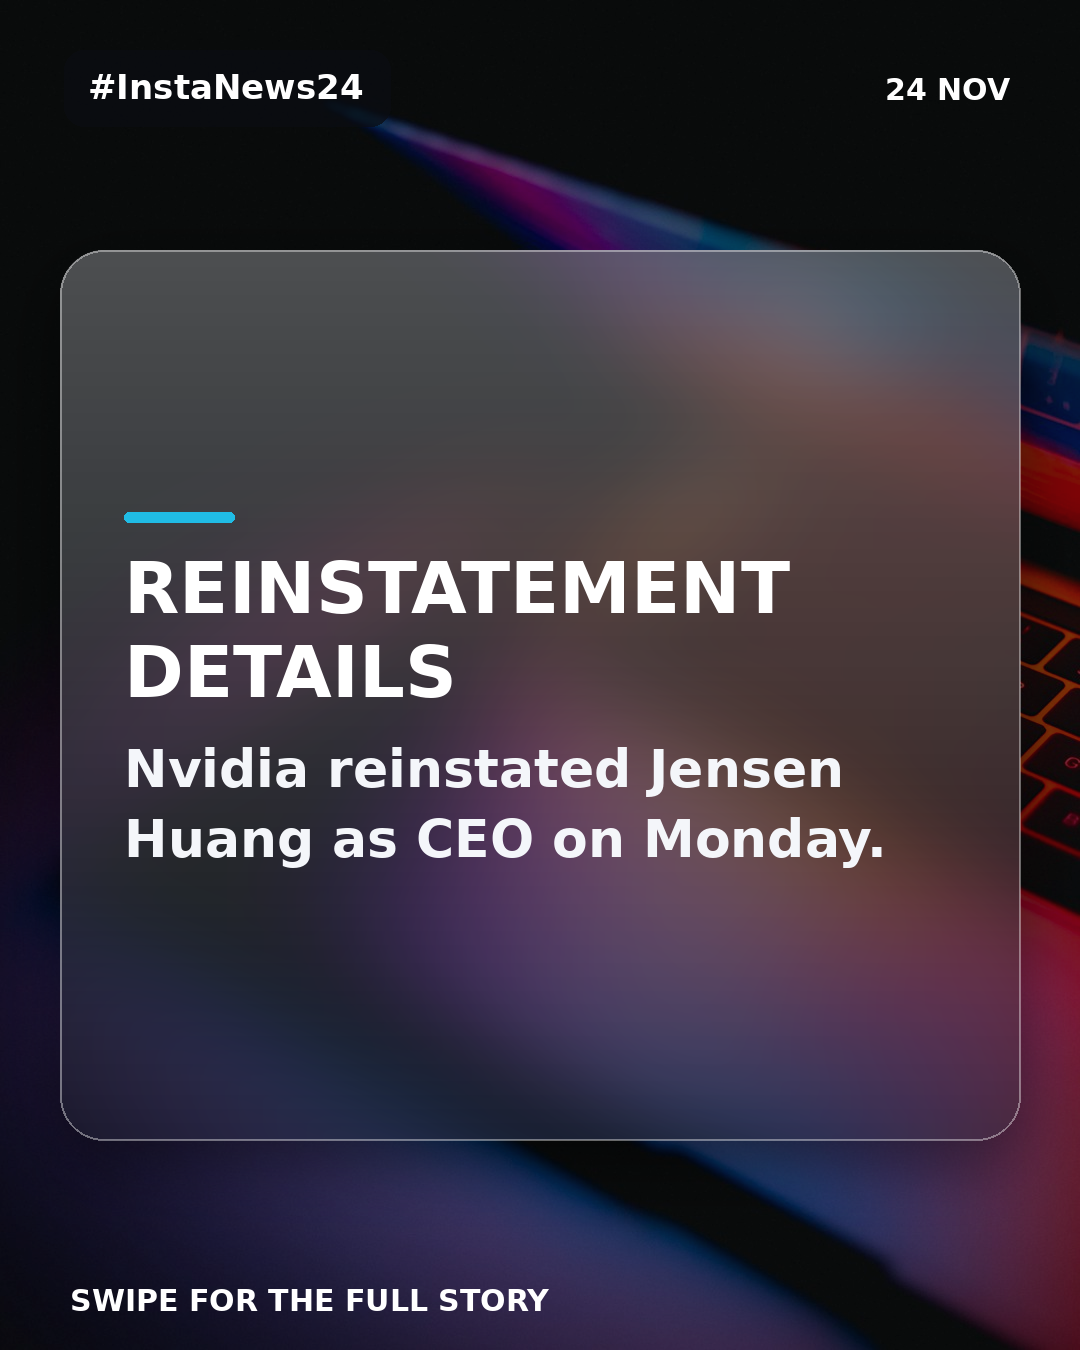 #InstaNews24
24 NOV
REINSTATEMENT
DETAILS
Nvidia reinstated Jensen
Huang as CEO on Monday.
SWIPE FOR THE FULL STORY